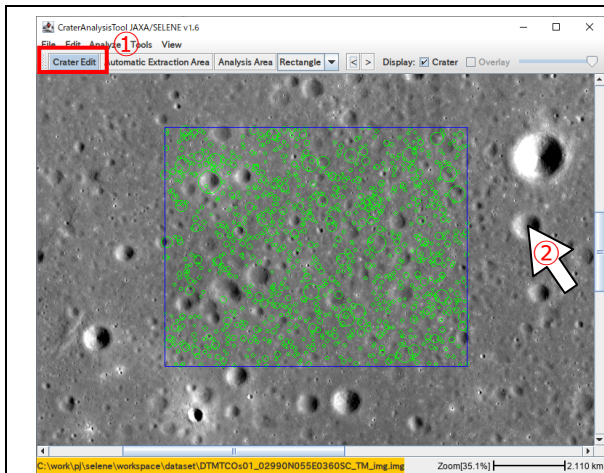 CraterAnalysisTool JAXA/SELENE v1.6
File Edit Analyze Tools View
①
Crater Edit Automatic Extraction Area Analysis Area Rectangle < > Display: Crater Overlay
②
C:\work\pj\selene\workspace\dataset\DTMTCOs01_02990N055E0360SC_TM_img.img Zoom[35.1%] 2.110 km